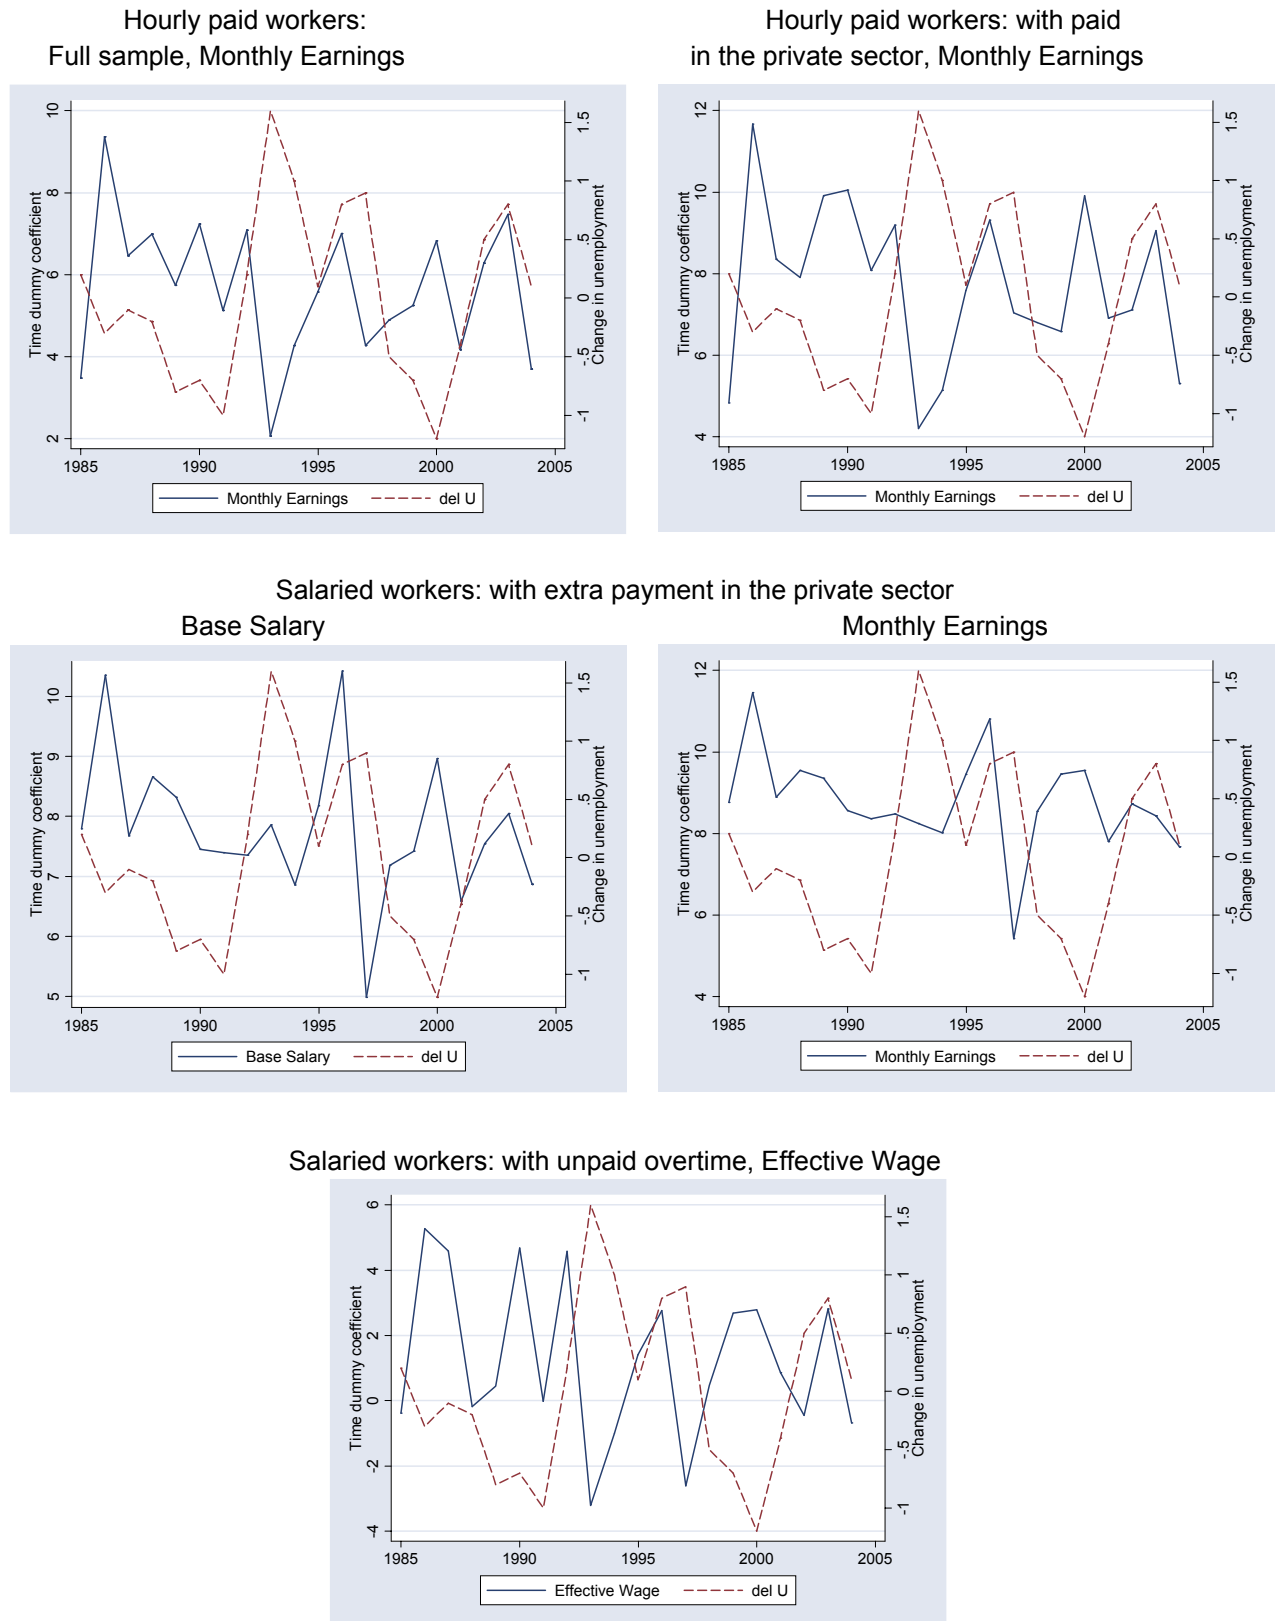 Hourly paid workers:
Full sample, Monthly Earnings
Time dummy coefficient
10
8
6
4
2
1.5
1
.5
0
-.5
-1
Change in unemployment
1985 1990 1995 2000 2005
Monthly Earnings del U
Hourly paid workers: with paid
in the private sector, Monthly Earnings
Time dummy coefficient
12
10
8
6
4
1.5
1
.5
0
-.5
-1
Change in unemployment
1985 1990 1995 2000 2005
Monthly Earnings del U
Salaried workers: with extra payment in the private sector
Base Salary
Time dummy coefficient
10
9
8
7
6
5
1.5
1
.5
0
-.5
-1
Change in unemployment
1985 1990 1995 2000 2005
Base Salary del U
Monthly Earnings
Time dummy coefficient
12
10
8
6
4
1.5
1
.5
0
-.5
-1
Change in unemployment
1985 1990 1995 2000 2005
Monthly Earnings del U
Salaried workers: with unpaid overtime, Effective Wage
Time dummy coefficient
6
4
2
0
-2
-4
1.5
1
.5
0
-.5
-1
Change in unemployment
1985 1990 1995 2000 2005
Effective Wage del U